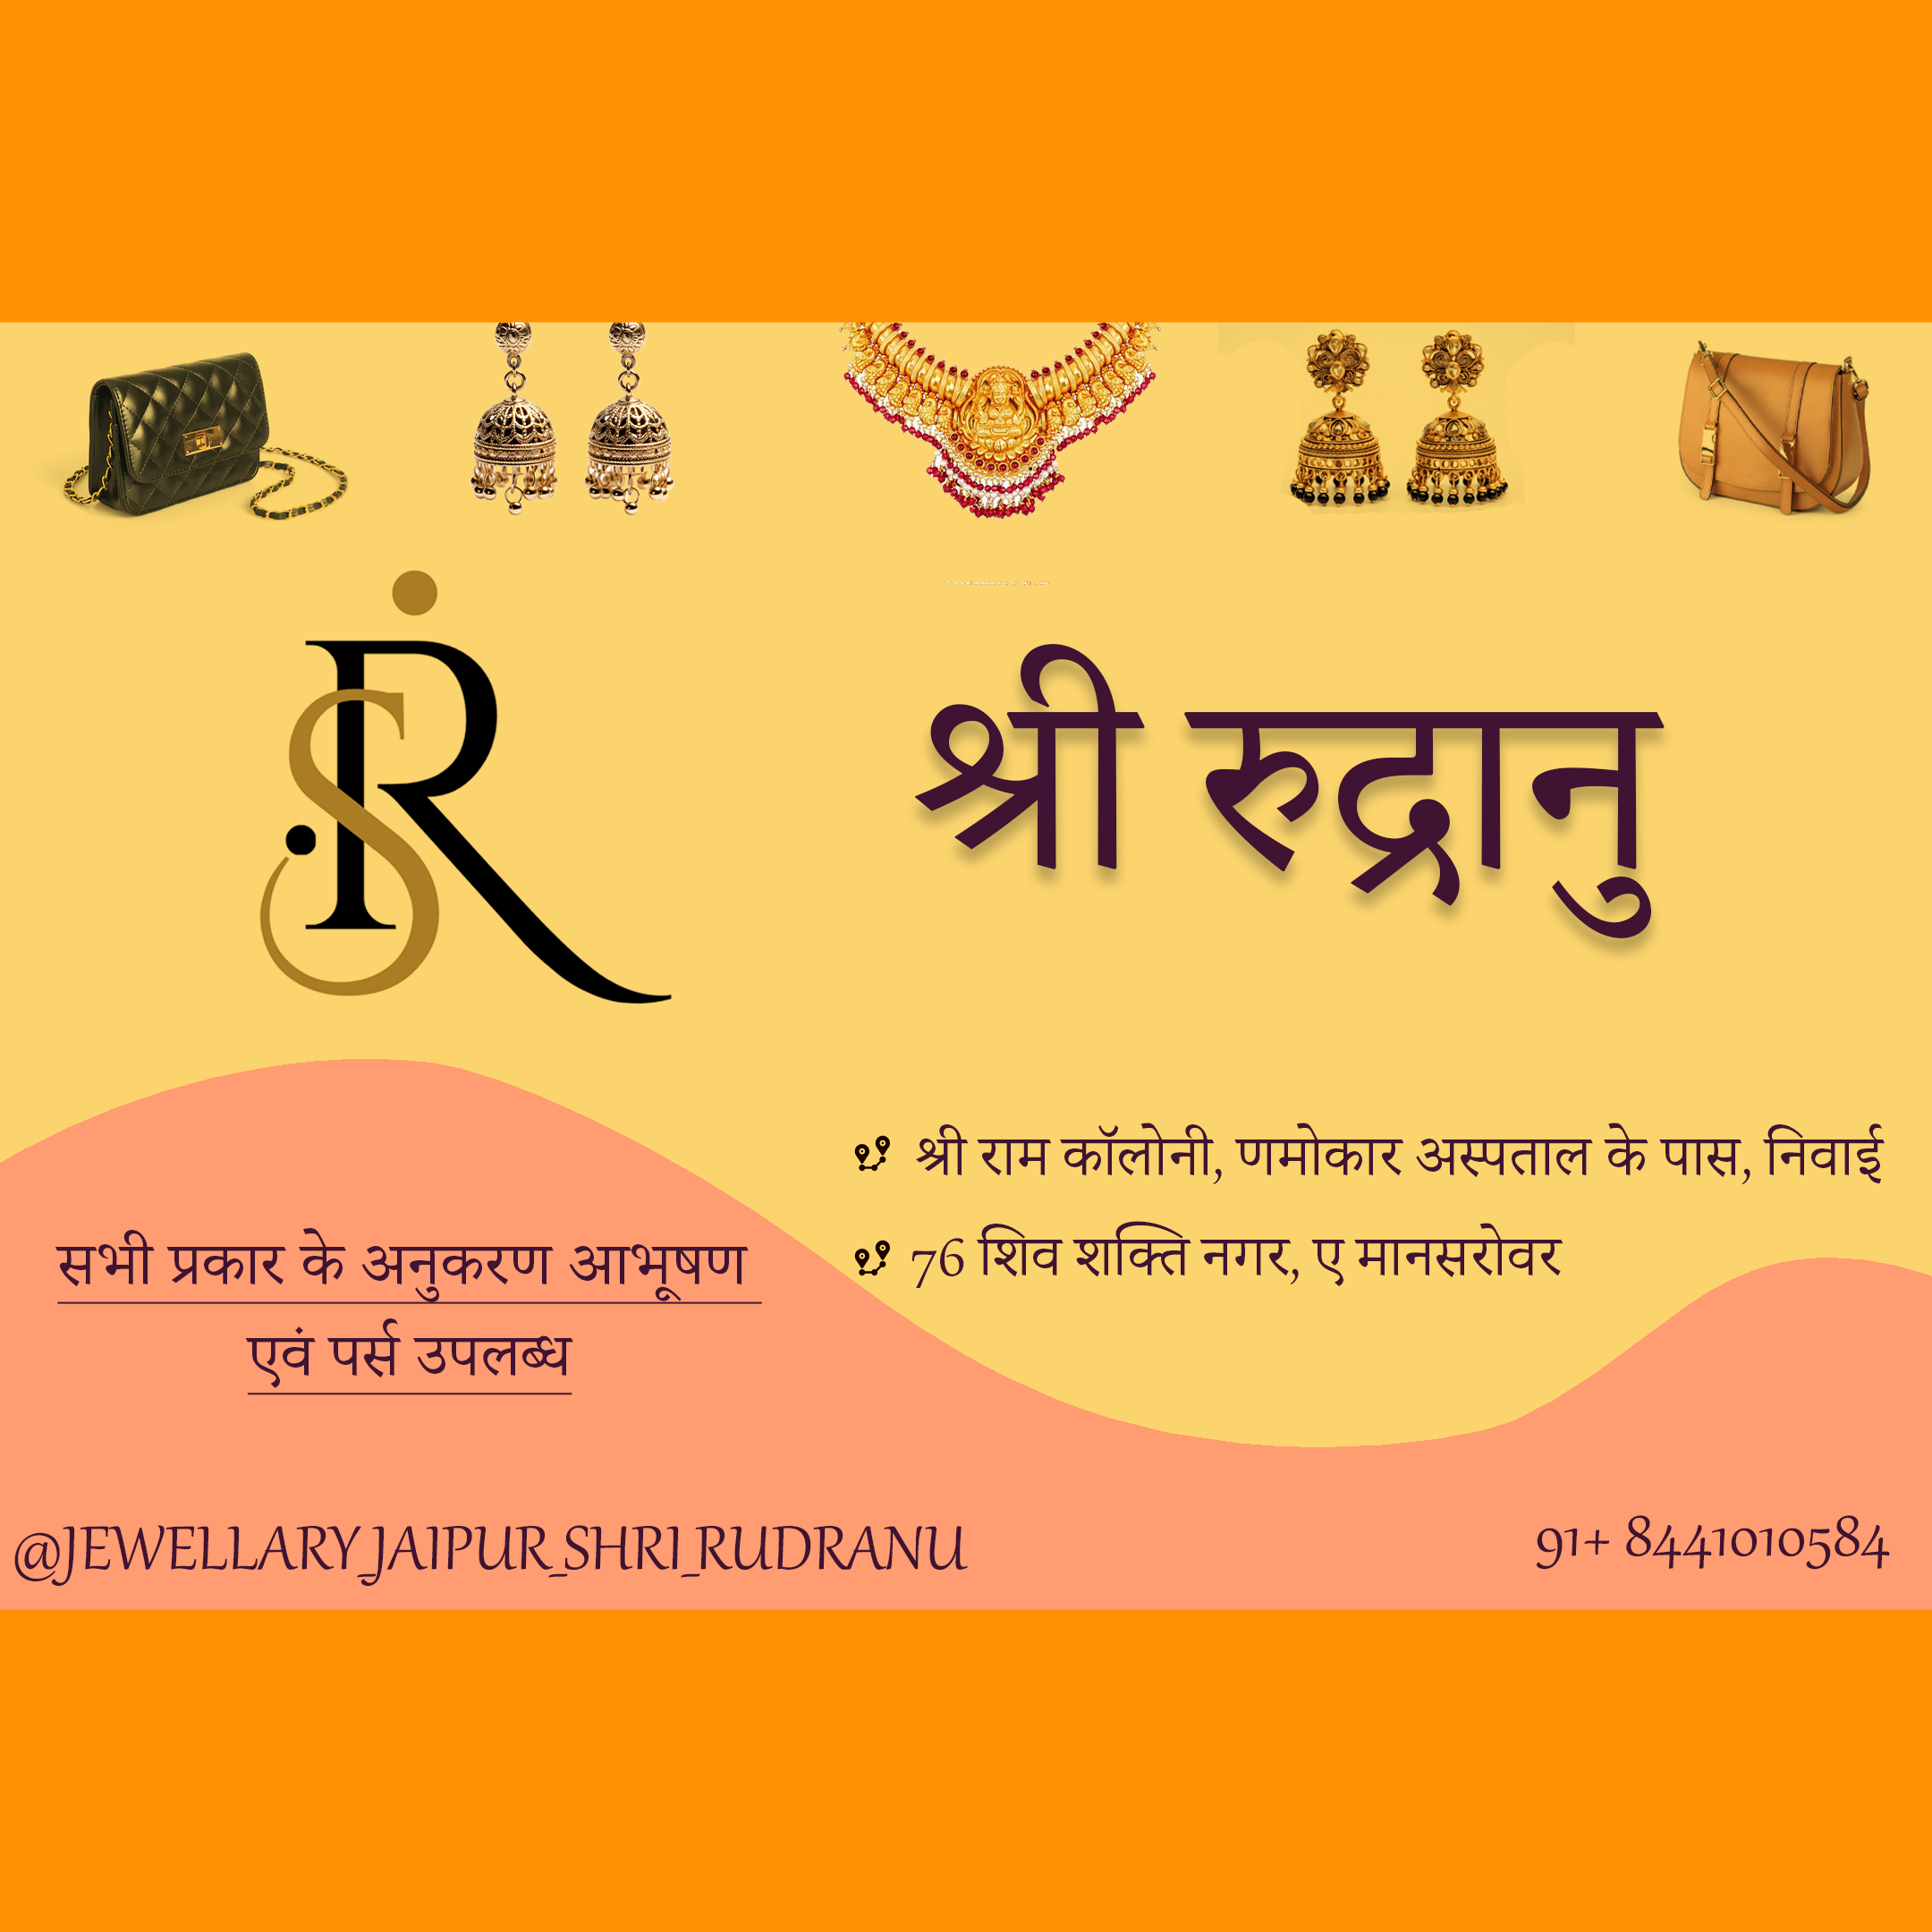 SR
श्री रुद्रानु
श्री राम कॉलोनी, णमोकार अस्पताल के पास, निवाई
76 शिव शक्ति नगर, ए मानसरोवर
सभी प्रकार के अनुकरण आभूषण
एवं पर्स उपलब्ध
@JEWELLARY_JAIPUR_SHRI_RUDRANU
91+ 8441010584